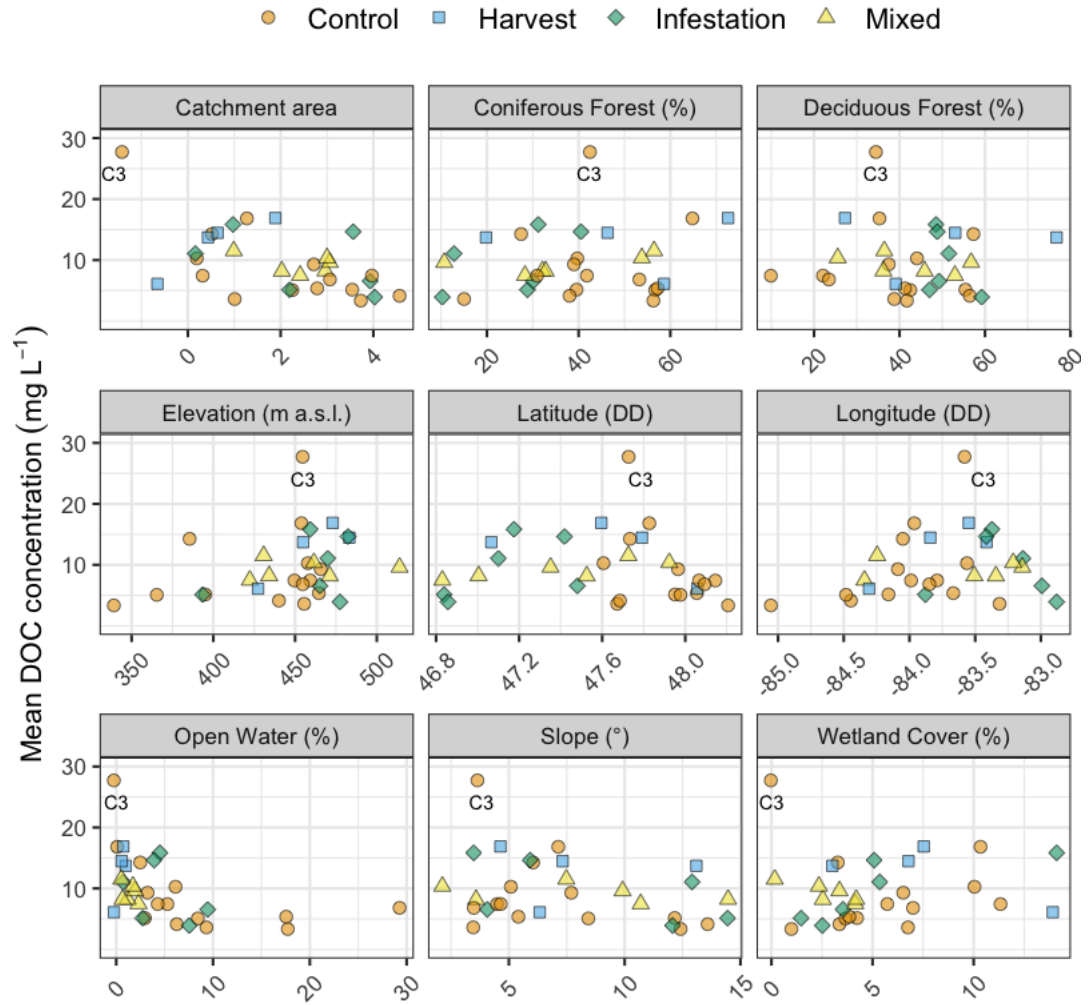 Control Harvest Infestation Mixed
Catchment area Coniferous Forest (%) Deciduous Forest (%)
30
20
10
C3 C3 C3
0 2 4 20 40 60 20 40 60 80
Elevation (m a.s.l.) Latitude (DD) Longitude (DD)
30
20
10
C3 C3 C3
350 400 450 500 46.8 47.2 47.6 48.0 -85.0 -84.5 -84.0 -83.5 -83.0
Open Water (%) Slope (°) Wetland Cover (%)
30
20
10
C3 C3 C3
0 10 20 30 5 10 15 0 5 10
Mean DOC concentration (mg L⁻¹)